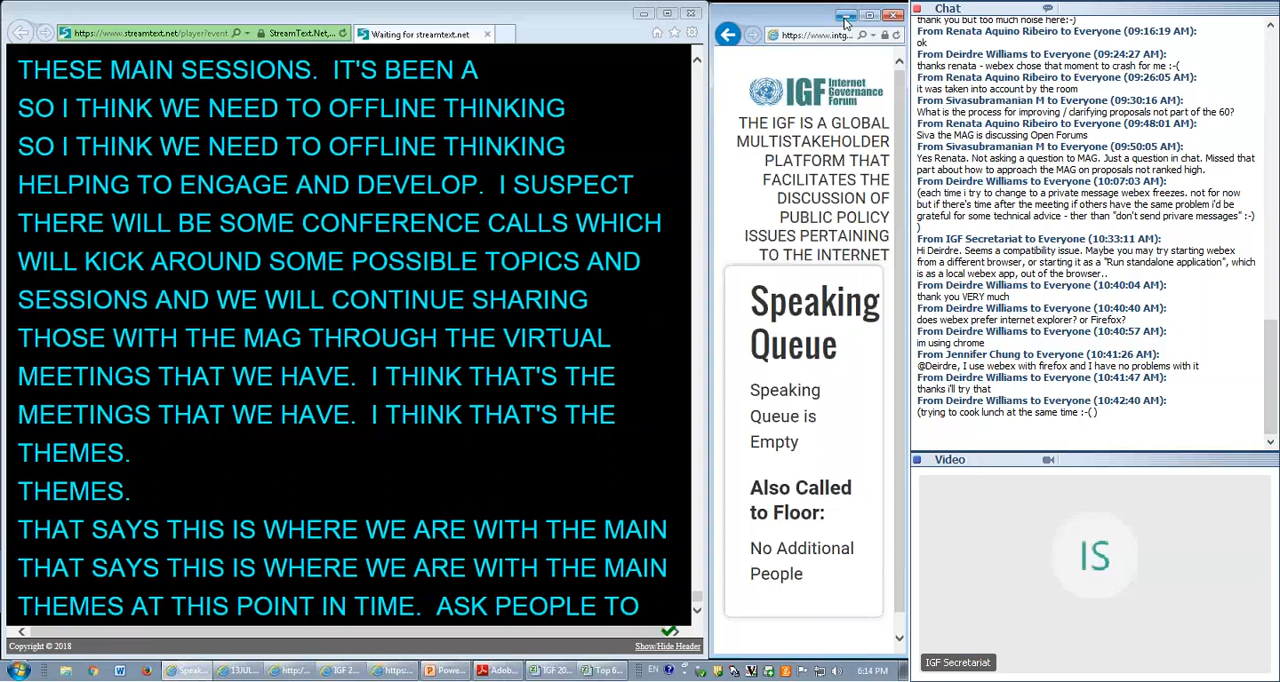 https://www.streamtext.net/player?event
StreamText.Net,
Waiting for streamtext.net
THESE MAIN SESSIONS.  IT'S BEEN A
SO I THINK WE NEED TO OFFLINE THINKING
SO I THINK WE NEED TO OFFLINE THINKING
HELPING TO ENGAGE AND DEVELOP.  I SUSPECT
THERE WILL BE SOME CONFERENCE CALLS WHICH
WILL KICK AROUND SOME POSSIBLE TOPICS AND
SESSIONS AND WE WILL CONTINUE SHARING
THOSE WITH THE MAG THROUGH THE VIRTUAL
MEETINGS THAT WE HAVE.  I THINK THAT'S THE
MEETINGS THAT WE HAVE.  I THINK THAT'S THE
THEMES.
THEMES.
THAT SAYS THIS IS WHERE WE ARE WITH THE MAIN
THAT SAYS THIS IS WHERE WE ARE WITH THE MAIN
THEMES AT THIS POINT IN TIME.  ASK PEOPLE TO
Copyright © 2018
Show/Hide Header
https://www.intg...
IGF Internet Governance Forum
THE IGF IS A GLOBAL
MULTISTAKEHOLDER
PLATFORM THAT
FACILITATES THE
DISCUSSION OF
PUBLIC POLICY
ISSUES PERTAINING
TO THE INTERNET
Speaking
Queue
Speaking
Queue is
Empty
Also Called
to Floor:
No Additional
People
Chat
thank you but too much noise here:-)
From Renata Aquino Ribeiro to Everyone (09:16:19 AM):
ok
From Deirdre Williams to Everyone (09:24:27 AM):
thanks renata - webex chose that moment to crash for me :-(
From Renata Aquino Ribeiro to Everyone (09:26:05 AM):
it was taken into account by the room
From Sivasubramanian M to Everyone (09:30:16 AM):
What is the process for improving / clarifying proposals not part of the 60?
From Renata Aquino Ribeiro to Everyone (09:48:01 AM):
Siva the MAG is discussing Open Forums
From Sivasubramanian M to Everyone (09:50:05 AM):
Yes Renata. Not asking a question to MAG. Just a question in chat. Missed that
part about how to approach the MAG on proposals not ranked high.
From Deirdre Williams to Everyone (10:07:03 AM):
(each time i try to change to a private message webex freezes. not for now
but if there's time after the meeting if others have the same problem i'd be
grateful for some technical advice - ther than "don't send privare messages" :-)
)
From IGF Secretariat to Everyone (10:33:11 AM):
Hi Deirdre. Seems a compatibility issue. Maybe you may try starting webex
from a different browser, or starting it as a "Run standalone application", which
is as a local webex app, out of the browser..
From Deirdre Williams to Everyone (10:40:04 AM):
thank you VERY much
From Deirdre Williams to Everyone (10:40:40 AM):
does webex prefer internet explorer? or Firefox?
From Deirdre Williams to Everyone (10:40:57 AM):
im using chrome
From Jennifer Chung to Everyone (10:41:26 AM):
@Deirdre, I use webex with firefox and I have no problems with it
From Deirdre Williams to Everyone (10:41:47 AM):
thanks i'll try that
From Deirdre Williams to Everyone (10:42:40 AM):
(trying to cook lunch at the same time :-( )
Video
IS
IGF Secretariat
Speak...
13JUL...
http:/...
IGF 2...
https:...
Powe...
Adob...
IGF 20...
Top 6...
EN
6:14 PM